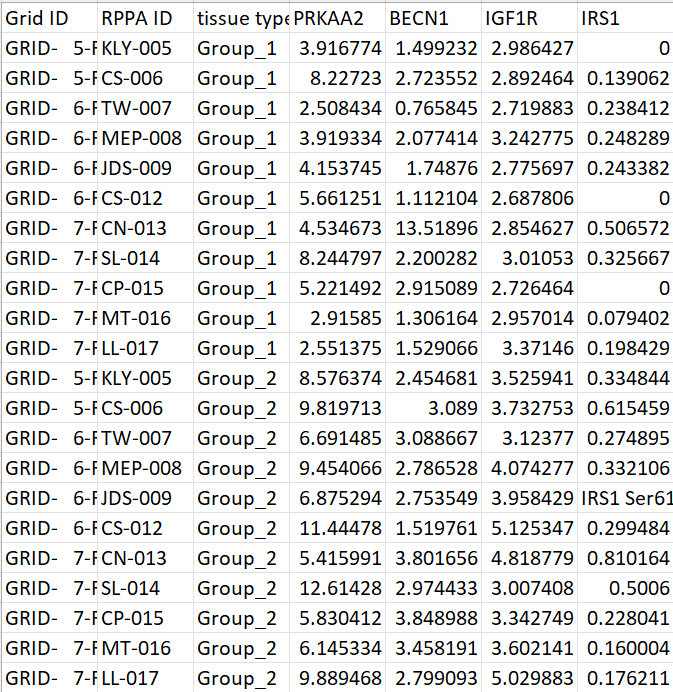 Grid ID RPPA ID tissue type PRKAA2 BECN1 IGF1R IRS1
GRID- 5-F KLY-005 Group_1 3.916774 1.499232 2.986427 0
GRID- 5-F CS-006 Group_1 8.22723 2.723552 2.892464 0.139062
GRID- 6-F TW-007 Group_1 2.508434 0.765845 2.719883 0.238412
GRID- 6-F MEP-008 Group_1 3.919334 2.077414 3.242775 0.248289
GRID- 6-F JDS-009 Group_1 4.153745 1.74876 2.775697 0.243382
GRID- 6-F CS-012 Group_1 5.661251 1.112104 2.687806 0
GRID- 7-F CN-013 Group_1 4.534673 13.51896 2.854627 0.506572
GRID- 7-F SL-014 Group_1 8.244797 2.200282 3.01053 0.325667
GRID- 7-F CP-015 Group_1 5.221492 2.915089 2.726464 0
GRID- 7-F MT-016 Group_1 2.91585 1.306164 2.957014 0.079402
GRID- 7-F LL-017 Group_1 2.551375 1.529066 3.37146 0.198429
GRID- 5-F KLY-005 Group_2 8.576374 2.454681 3.525941 0.334844
GRID- 5-F CS-006 Group_2 9.819713 3.089 3.732753 0.615459
GRID- 6-F TW-007 Group_2 6.691485 3.088667 3.12377 0.274895
GRID- 6-F MEP-008 Group_2 9.454066 2.786528 4.074277 0.332106
GRID- 6-F JDS-009 Group_2 6.875294 2.753549 3.958429 IRS1 Ser61
GRID- 6-F CS-012 Group_2 11.44478 1.519761 5.125347 0.299484
GRID- 7-F CN-013 Group_2 5.415991 3.801656 4.818779 0.810164
GRID- 7-F SL-014 Group_2 12.61428 2.974433 3.007408 0.5006
GRID- 7-F CP-015 Group_2 5.830412 3.848988 3.342749 0.228041
GRID- 7-F MT-016 Group_2 6.145334 3.458191 3.602141 0.160004
GRID- 7-F LL-017 Group_2 9.889468 2.799093 5.029883 0.176211